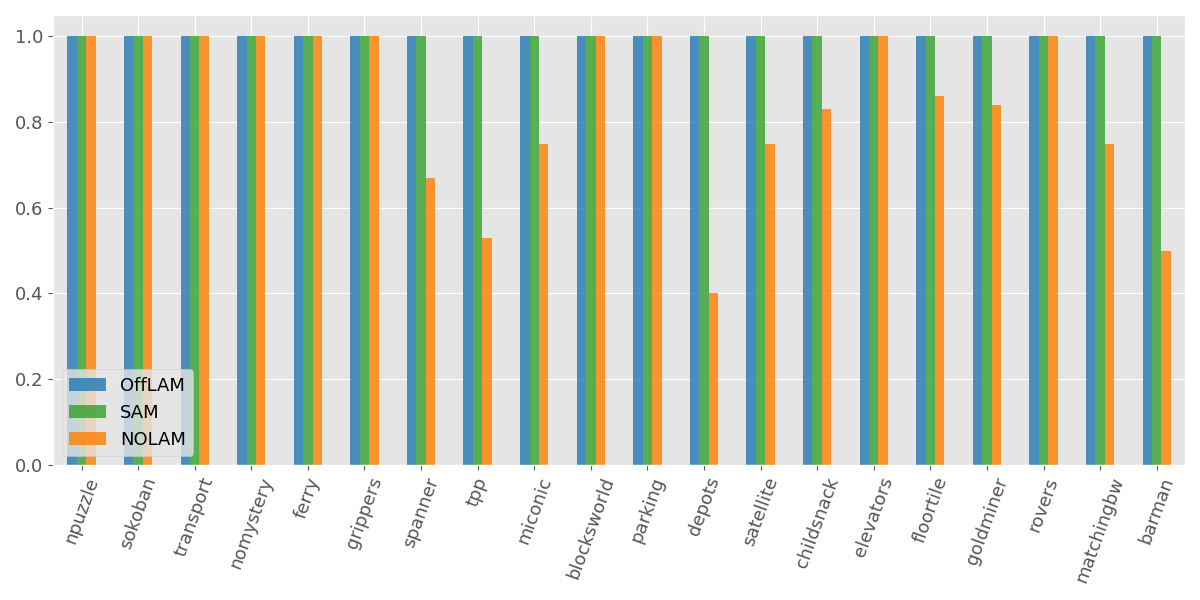 1.0
0.8
0.6
0.4
0.2
0.0
OffLAM
SAM
NOLAM
npuzzle
sokoban
transport
nomystery
ferry
grippers
spanner
tpp
miconic
blocksworld
parking
depots
satellite
childsnack
elevators
floortile
goldminer
rovers
matchingbw
barman